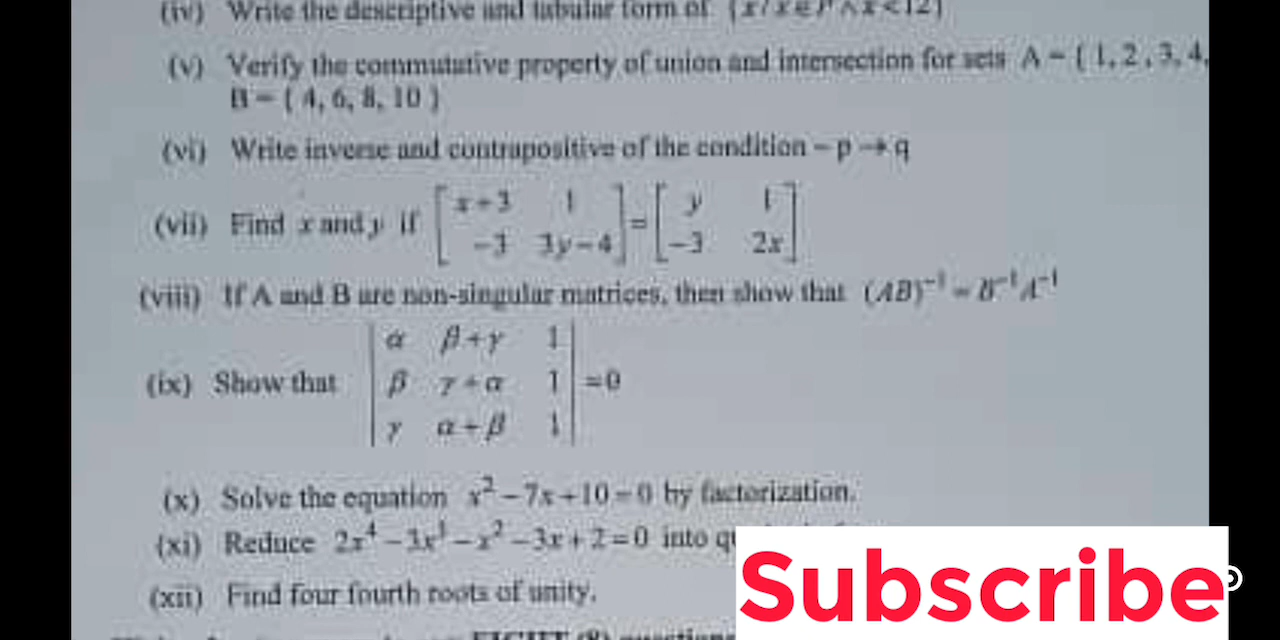 (iv) Write the descriptive and tabular form of {x/x∈P∧x<12}
(v) Verify the commutative property of union and intersection for sets A = { 1, 2, 3, 4,
B = { 4, 6, 8, 10 }
(vi) Write inverse and contrapositive of the condition ~ p → q
(vii) Find x and y if [x+3 1 -3 3y-4] = [y 1 -3 2x]
(viii) If A and B are non-singular matrices, then show that (AB)⁻¹ = B⁻¹A⁻¹
(ix) Show that |α β+γ 1
β γ+α 1
γ α+β 1| = 0
(x) Solve the equation x² - 7x + 10 = 0 by factorization.
(xi) Reduce 2x⁴ - 3x³ - x² - 3x + 2 = 0 into
(xii) Find four fourth roots of unity.
EIGHT (8) questions
Subscribe